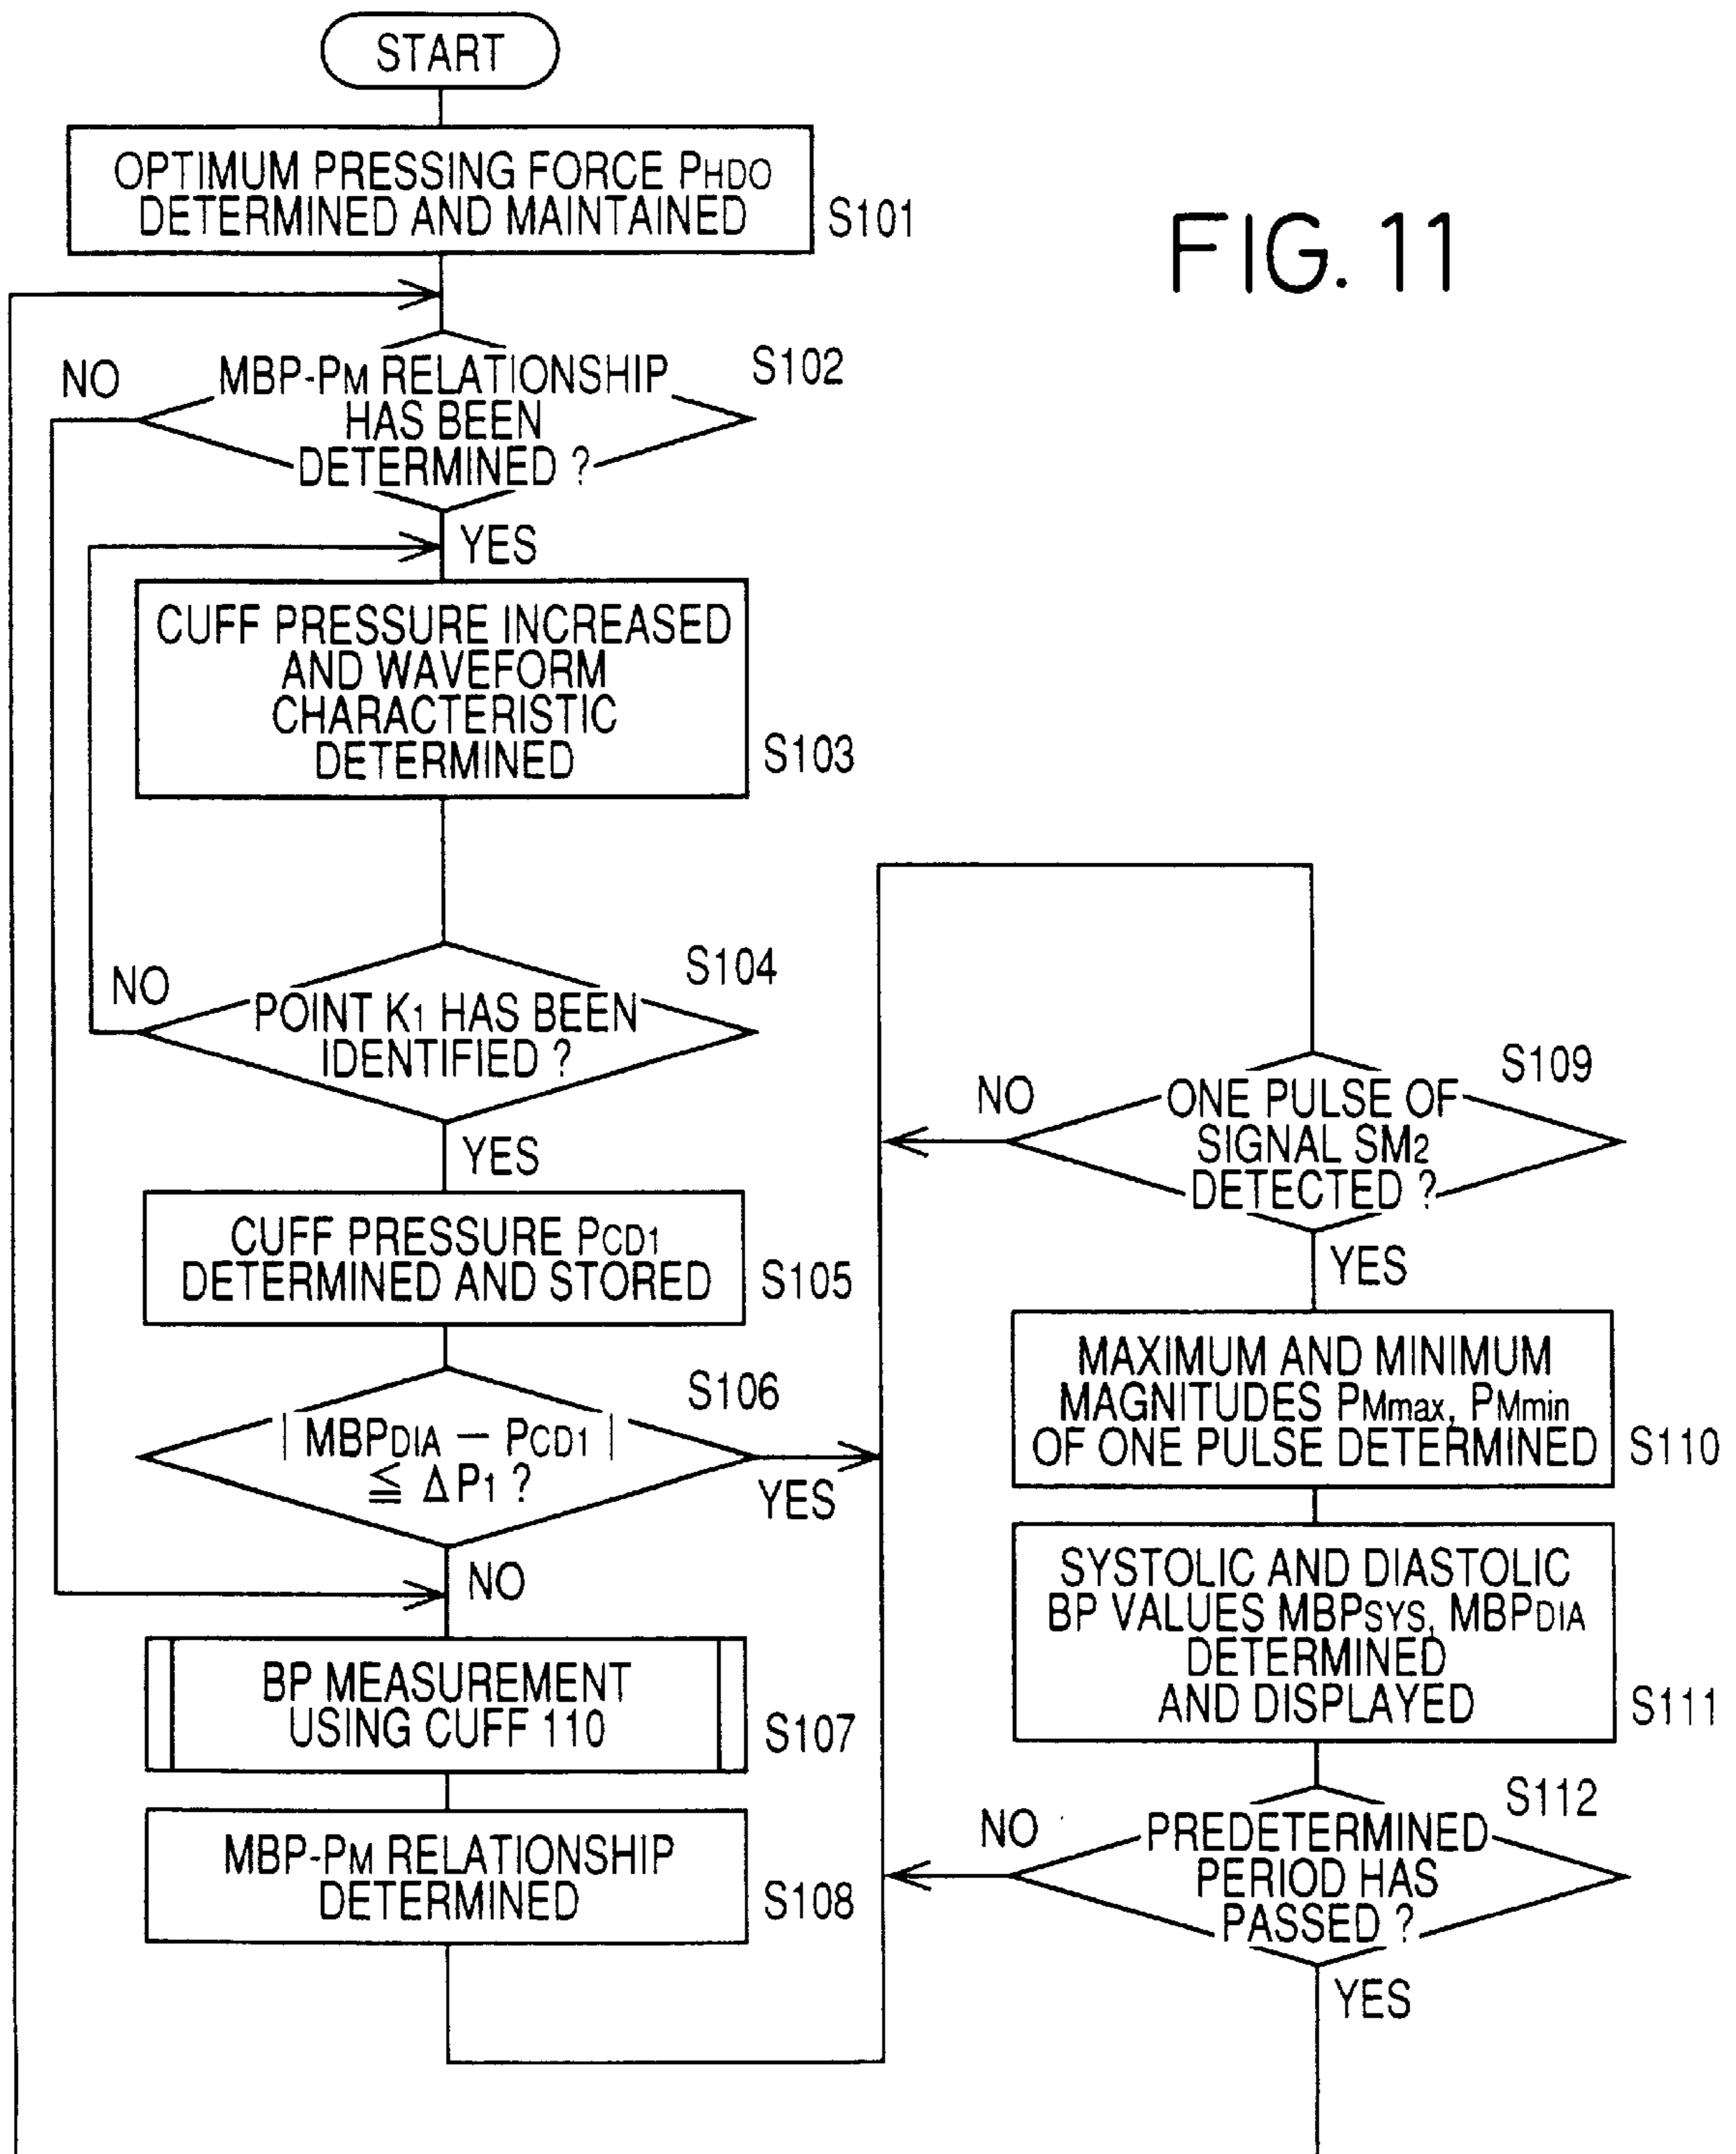 START
OPTIMUM PRESSING FORCE PHDO
DETERMINED AND MAINTAINED
S101
FIG. 11
NO
MBP-PM RELATIONSHIP
HAS BEEN
DETERMINED ?
S102
YES
CUFF PRESSURE INCREASED
AND WAVEFORM
CHARACTERISTIC
DETERMINED
S103
NO
POINT K1 HAS BEEN
IDENTIFIED ?
S104
YES
CUFF PRESSURE PCD1
DETERMINED AND STORED
S105
| MBPDIA – PCD1 |
≦ ΔP1 ?
S106
YES
NO
BP MEASUREMENT
USING CUFF 110
S107
MBP-PM RELATIONSHIP
DETERMINED
S108
NO
ONE PULSE OF
SIGNAL SM2
DETECTED ?
S109
YES
MAXIMUM AND MINIMUM
MAGNITUDES PMmax, PMmin
OF ONE PULSE DETERMINED
S110
SYSTOLIC AND DIASTOLIC
BP VALUES MBPSYS, MBPDIA
DETERMINED
AND DISPLAYED
S111
NO
PREDETERMINED
PERIOD HAS
PASSED ?
S112
YES